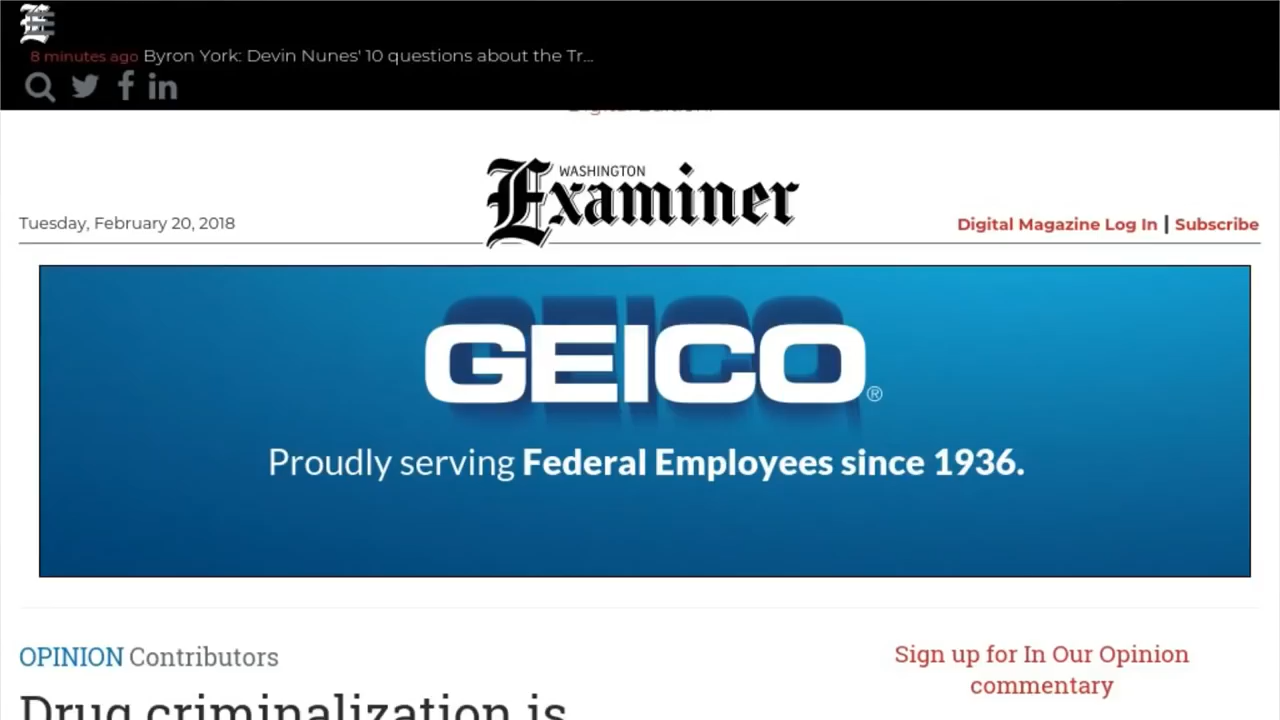 8 minutes ago Byron York: Devin Nunes' 10 questions about the Tr...
WASHINGTON
Examiner
Tuesday, February 20, 2018
Digital Magazine Log In | Subscribe
GEICO®
Proudly serving Federal Employees since 1936.
OPINION Contributors
Sign up for In Our Opinion
commentary
Drug criminalization is